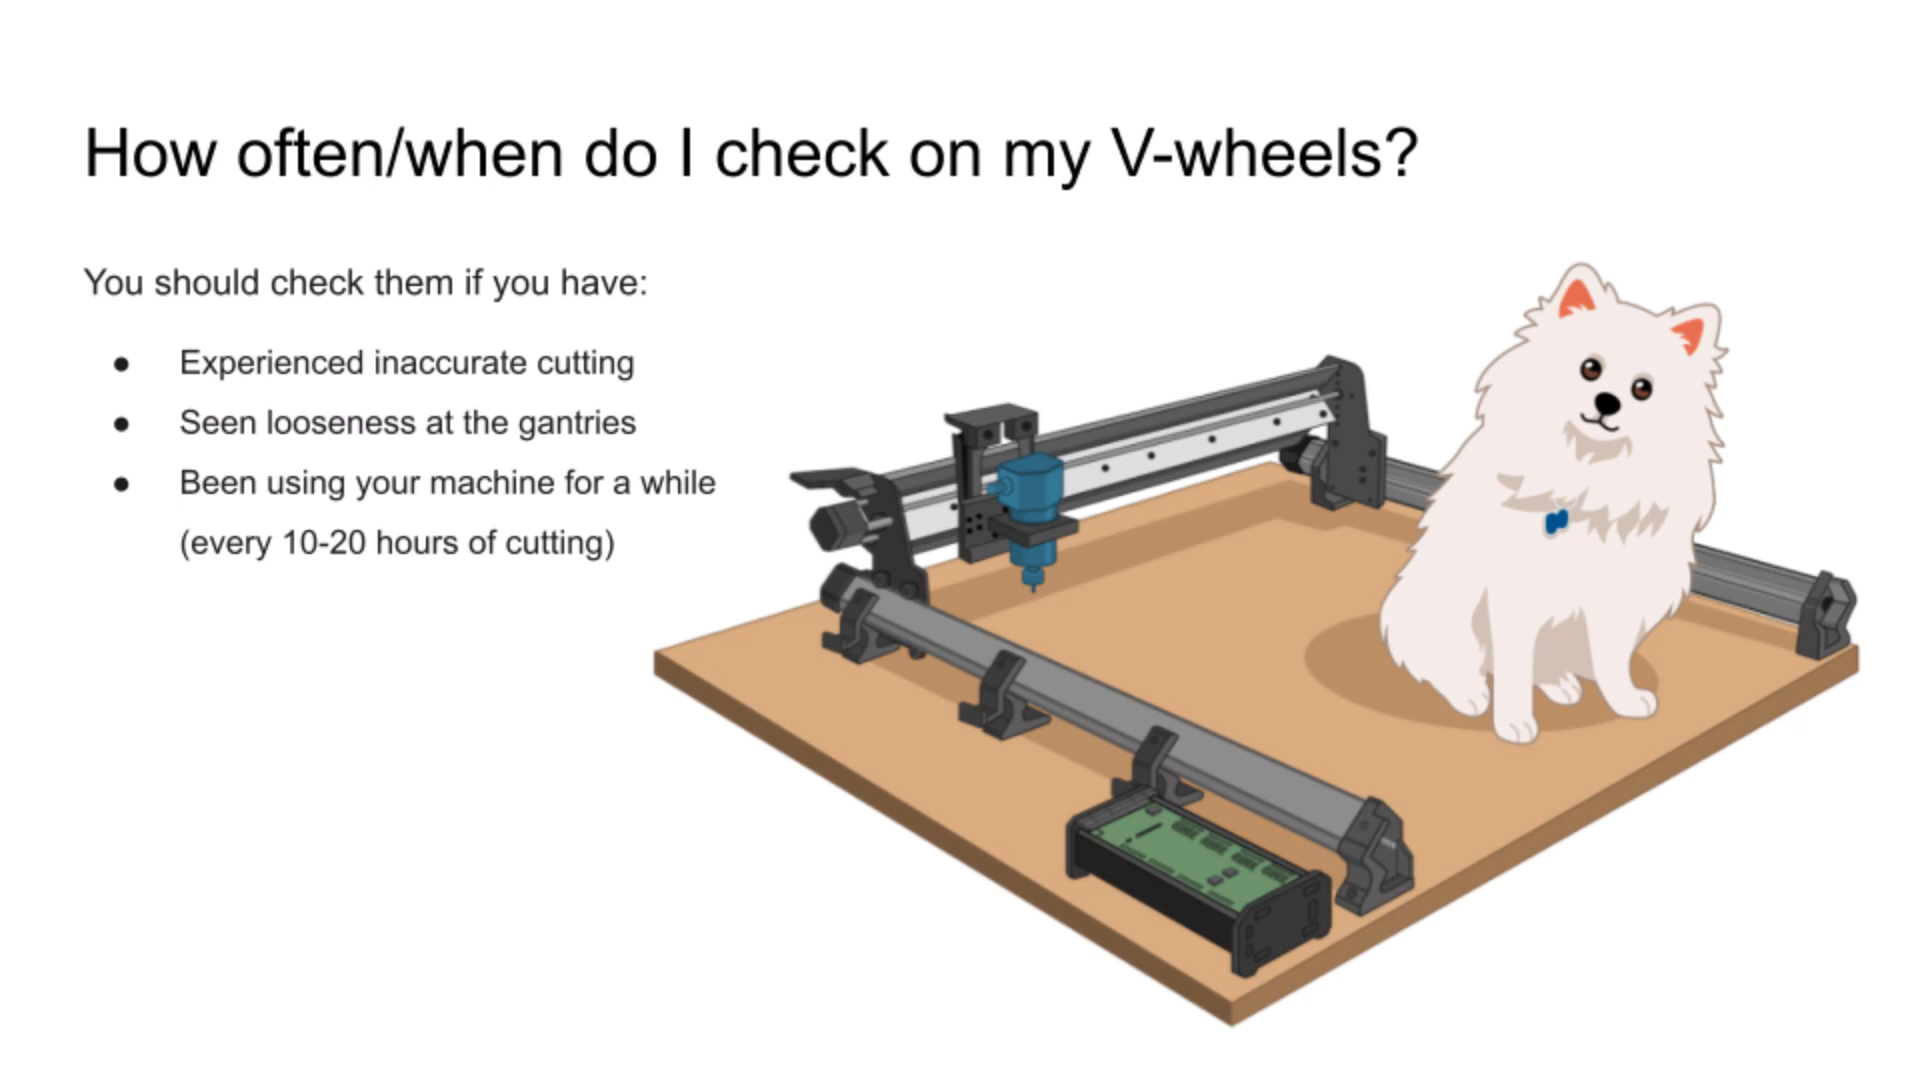 How often/when do I check on my V-wheels?
You should check them if you have:
● Experienced inaccurate cutting
● Seen looseness at the gantries
● Been using your machine for a while
(every 10-20 hours of cutting)